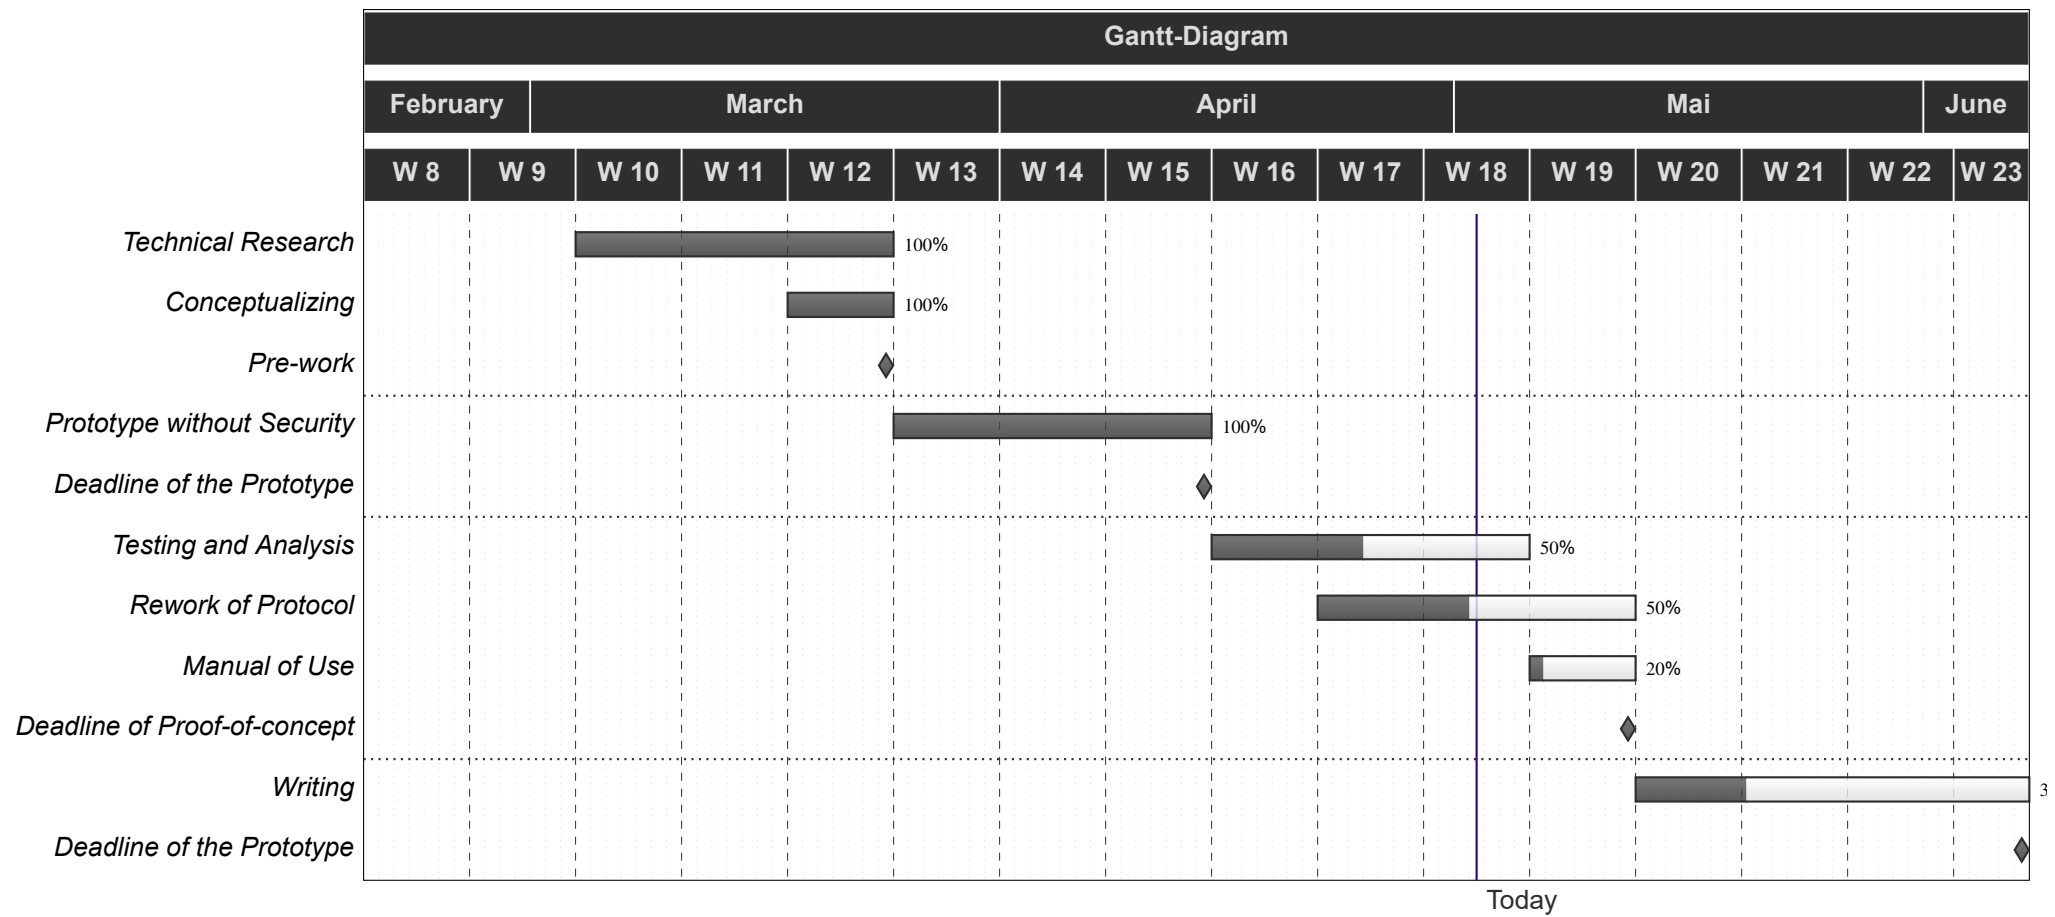 Gantt-Diagram
February March April Mai June
W 8 W 9 W 10 W 11 W 12 W 13 W 14 W 15 W 16 W 17 W 18 W 19 W 20 W 21 W 22 W 23
Technical Research 100%
Conceptualizing 100%
Pre-work
Prototype without Security 100%
Deadline of the Prototype
Testing and Analysis 50%
Rework of Protocol 50%
Manual of Use 20%
Deadline of Proof-of-concept
Writing 3
Deadline of the Prototype
Today